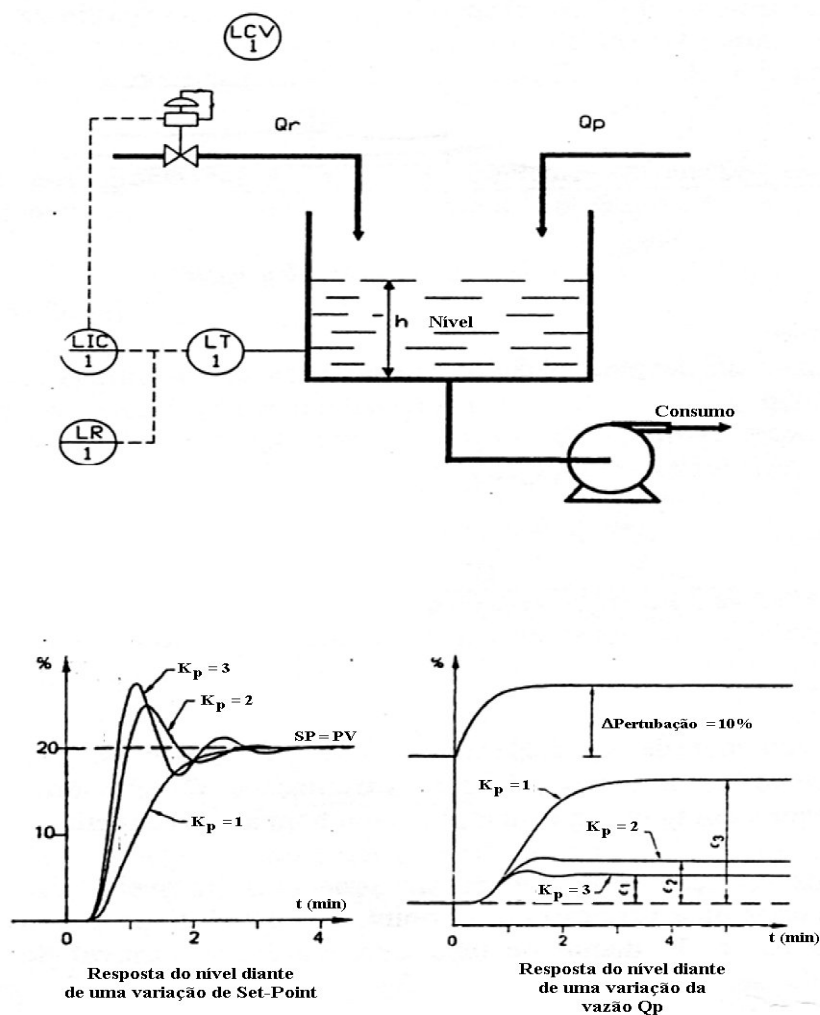 LCV
1
Qr
Qp
h
Nível
LIC
1
LT
1
LR
1
Consumo
%
Kp = 3
Kp = 2
SP = PV
20
10
Kp = 1
t (min)
0
2
4
Resposta do nível diante
de uma variação de Set-Point
%
ΔPertubação = 10%
Kp = 1
Kp = 2
Kp = 3
t (min)
0
2
4
Resposta do nível diante
de uma variação da
vazão Qp